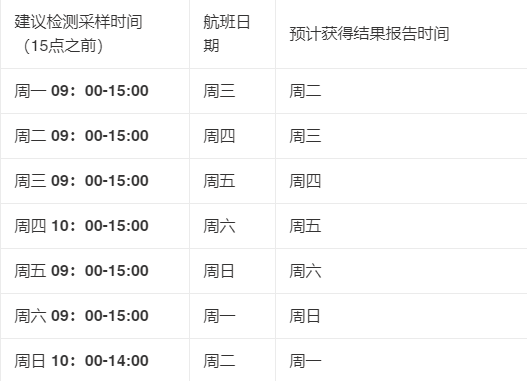 建议检测采样时间 航班日 预计获得结果报告时间
（15点之前） 期
周一 09：00-15:00 周三 周二
周二 09：00-15:00 周四 周三
周三 09：00-15:00 周五 周四
周四 10：00-15:00 周六 周五
周五 09：00-15:00 周日 周六
周六 09：00-15:00 周一 周日
周日 10：00-14:00 周二 周一